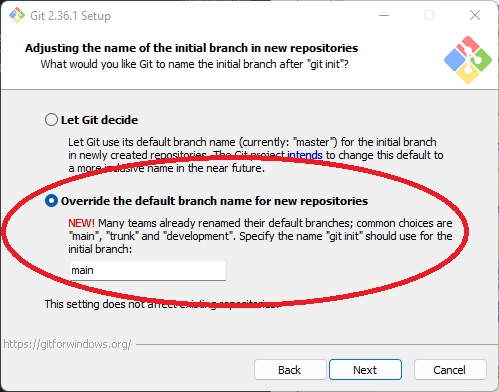 Git 2.36.1 Setup
Adjusting the name of the initial branch in new repositories
What would you like Git to name the initial branch after "git init"?
Let Git decide
Let Git use its default branch name (currently: "master") for the initial branch
in newly created repositories. The Git project intends to change this default to
a more inclusive name in the near future.
Override the default branch name for new repositories
NEW! Many teams already renamed their default branches; common choices are
"main", "trunk" and "development". Specify the name "git init" should use for the
initial branch:
main
This setting does not affect existing repositories.
https://gitforwindows.org/
Back
Next
Cancel